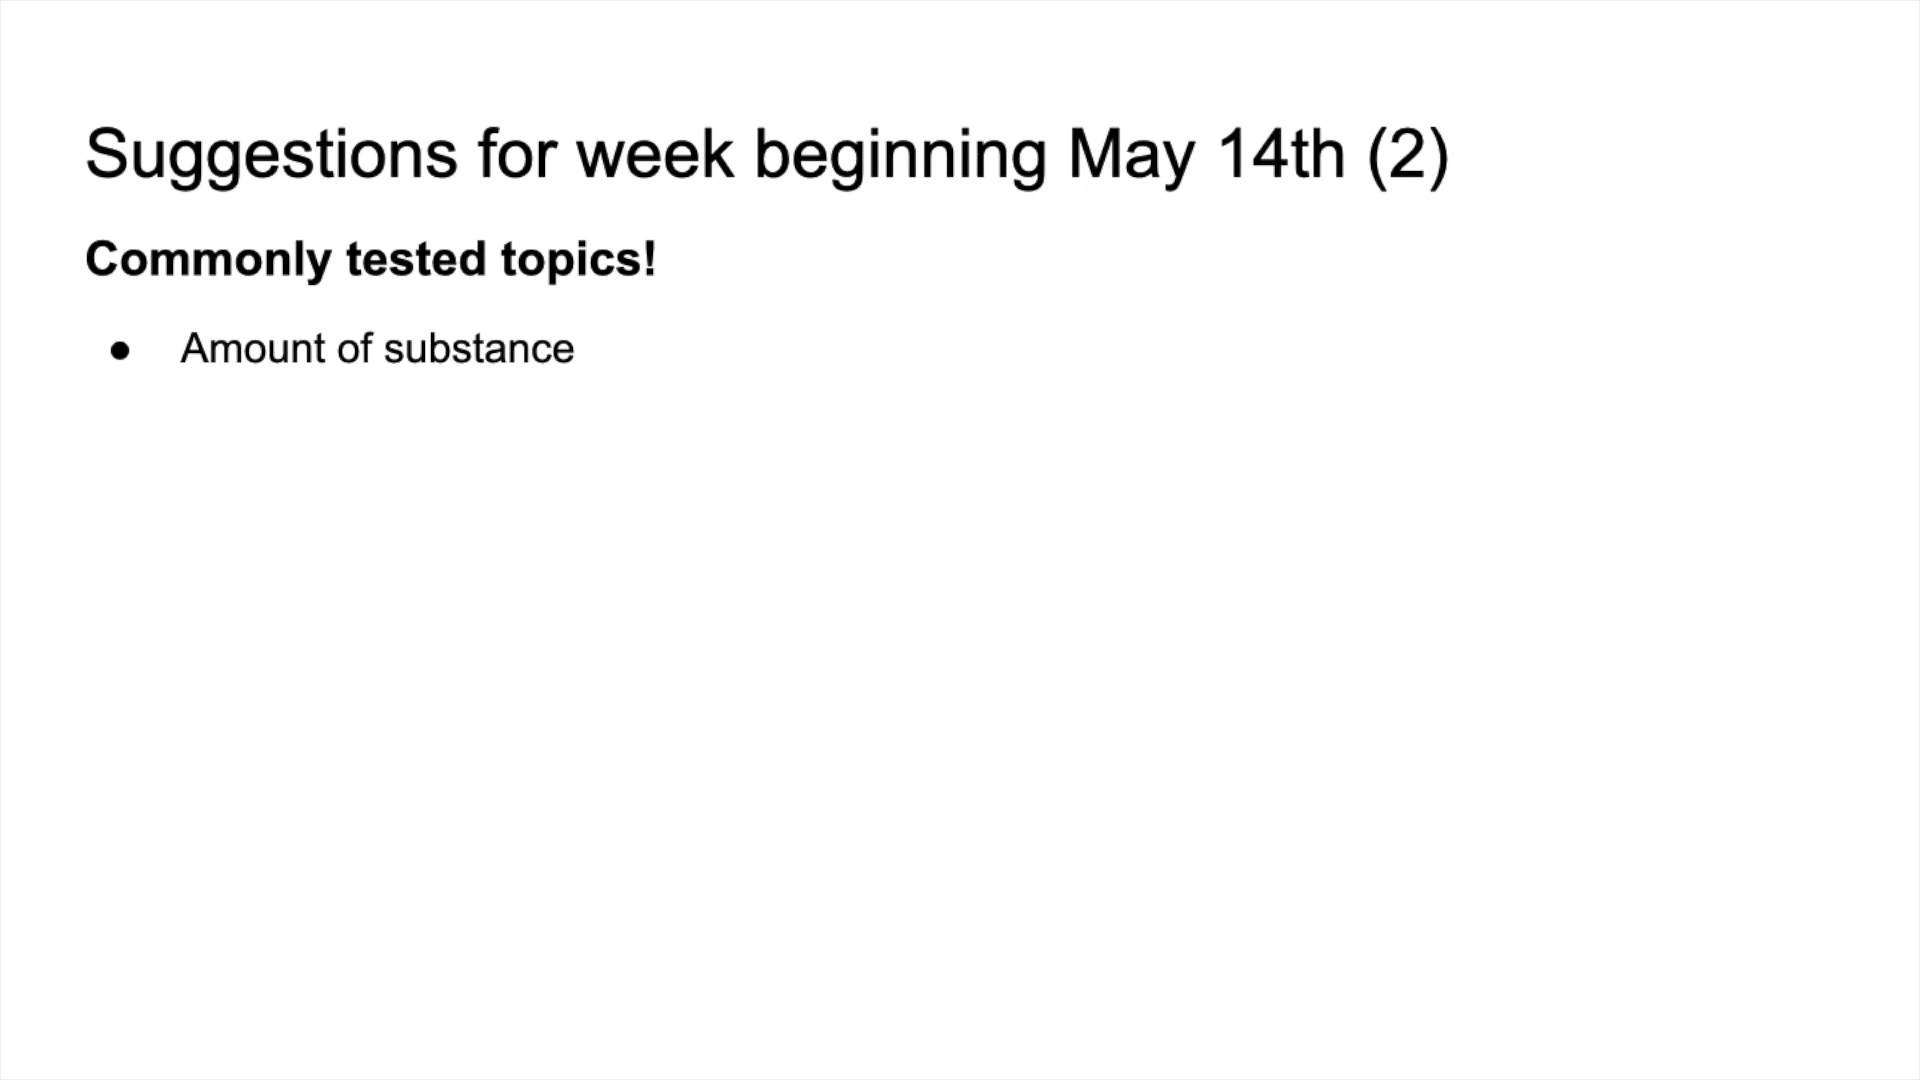 Suggestions for week beginning May 14th (2)
Commonly tested topics!
● Amount of substance